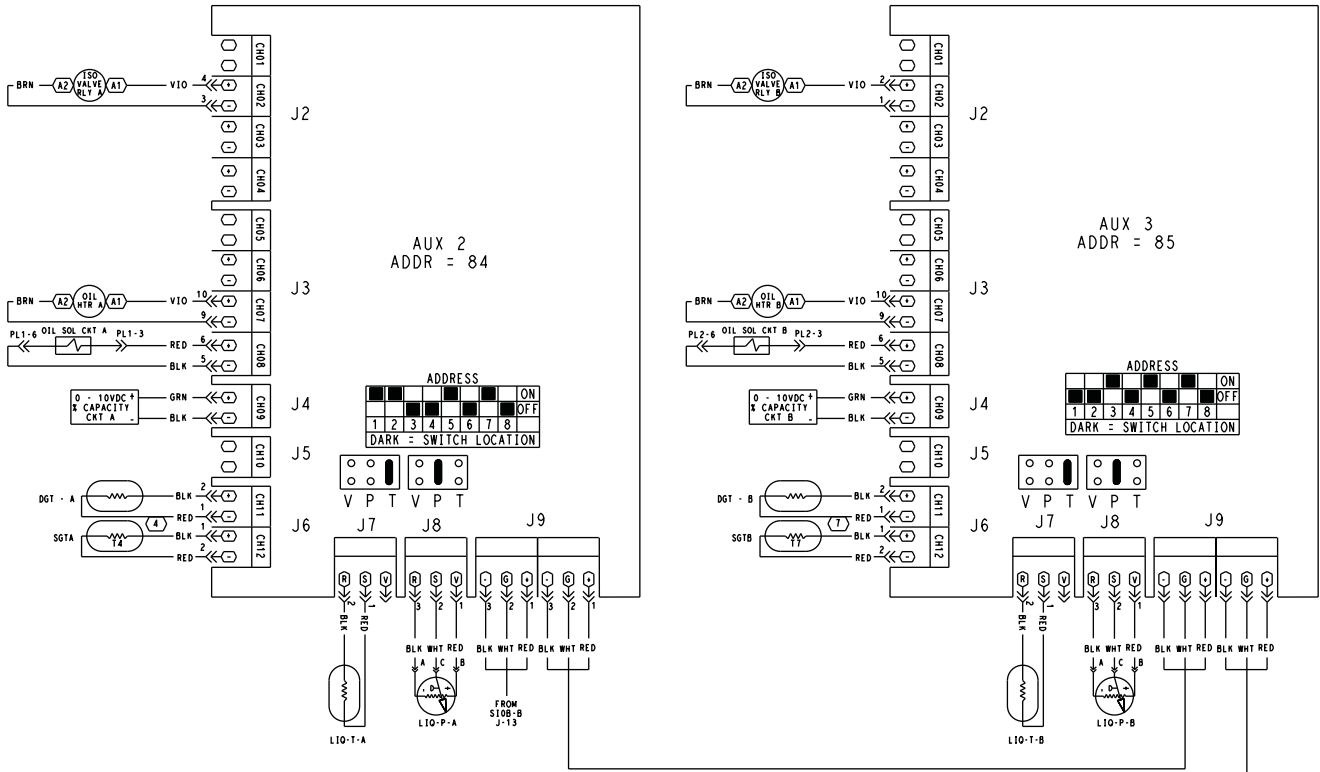 CH01
BRN A2 ISO VALVE RLY A A1 VIO 4 + CH02
3 -
J2
+ CH03
-
+ CH04
-
CH05
AUX 2
ADDR = 84
+ CH06
-
J3
BRN A2 OIL HTR A A1 VIO 10 + CH07
9 -
PL1-6 OIL SOL CKT A PL1-3 RED 6 + CH08
BLK 5 -
0 - 10VDC +
% CAPACITY
CKT A -
GRN + CH09
BLK -
J4
ADDRESS
ON
OFF
1 2 3 4 5 6 7 8
DARK = SWITCH LOCATION
CH10
J5
V P T V P T
DGT - A BLK 2 + CH11
RED 1 -
4
J6
SGTA T4 BLK 1 + CH12
RED 2 -
J7 J8 J9
R S V R S V - G + - G +
2 1 3 2 1 3 2 1 3 2 1
BLK RED BLK WHT RED BLK WHT RED BLK WHT RED
A C B
- D +
LIQ-T-A
LIQ-P-A
FROM
SIOB-B
J-13
CH01
BRN A2 ISO VALVE RLY B A1 VIO 2 + CH02
1 -
J2
+ CH03
-
+ CH04
-
CH05
AUX 3
ADDR = 85
+ CH06
-
J3
BRN A2 OIL HTR B A1 VIO 10 + CH07
9 -
PL2-6 OIL SOL CKT B PL2-3 RED 6 + CH08
BLK 5 -
0 - 10VDC +
% CAPACITY
CKT B -
GRN + CH09
BLK -
J4
ADDRESS
ON
OFF
1 2 3 4 5 6 7 8
DARK = SWITCH LOCATION
CH10
J5
V P T V P T
DGT - B BLK 2 + CH11
RED 1 -
7
J6
SGTB T7 BLK 1 + CH12
RED 2 -
J7 J8 J9
R S V R S V - G + - G +
2 1 3 2 1
BLK RED BLK WHT RED BLK WHT RED BLK WHT RED
A C B
- D +
LIQ-T-B
LIQ-P-B